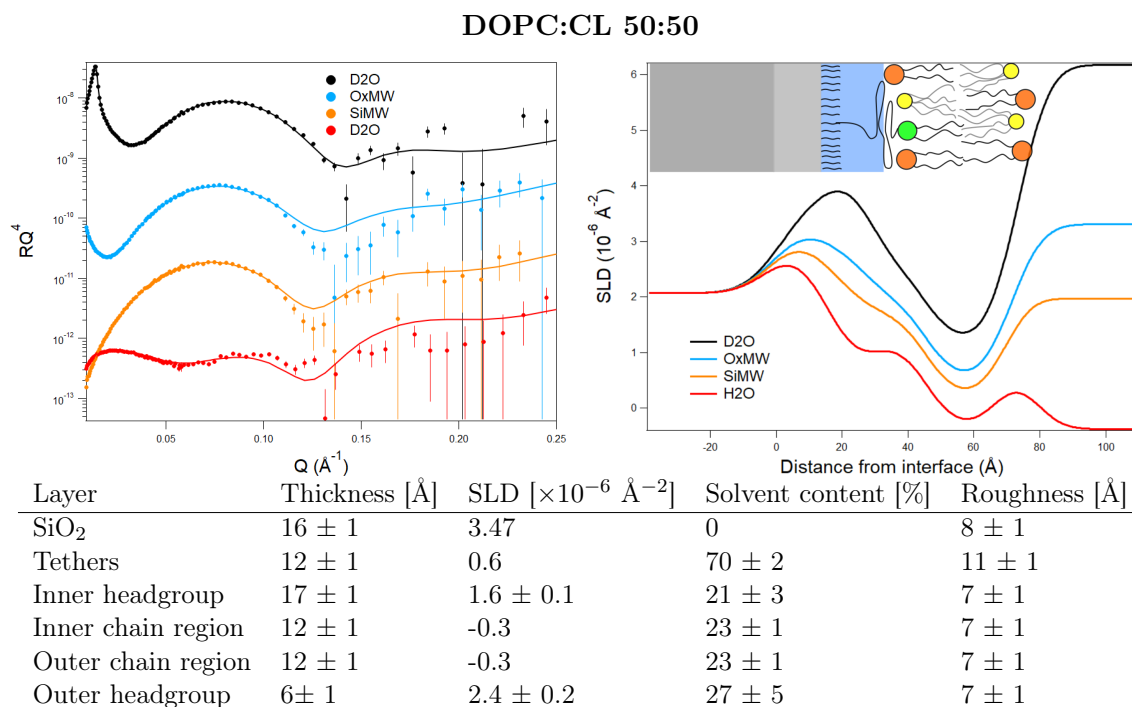 DOPC:CL 50:50
RQ⁴
10⁻⁸
10⁻⁹
10⁻¹⁰
10⁻¹¹
10⁻¹²
10⁻¹³
D2O
OxMW
SiMW
D2O
0.05 0.10 0.15 0.20 0.25
Q (Å⁻¹)
SLD (10⁻⁶ Å⁻²)
6
5
4
3
2
1
0
D2O
OxMW
SiMW
H2O
-20 0 20 40 60 80 100
Distance from interface (Å)
Layer Thickness [Å] SLD [×10⁻⁶ Å⁻²] Solvent content [%] Roughness [Å]
SiO₂ 16 ± 1 3.47 0 8 ± 1
Tethers 12 ± 1 0.6 70 ± 2 11 ± 1
Inner headgroup 17 ± 1 1.6 ± 0.1 21 ± 3 7 ± 1
Inner chain region 12 ± 1 -0.3 23 ± 1 7 ± 1
Outer chain region 12 ± 1 -0.3 23 ± 1 7 ± 1
Outer headgroup 6± 1 2.4 ± 0.2 27 ± 5 7 ± 1